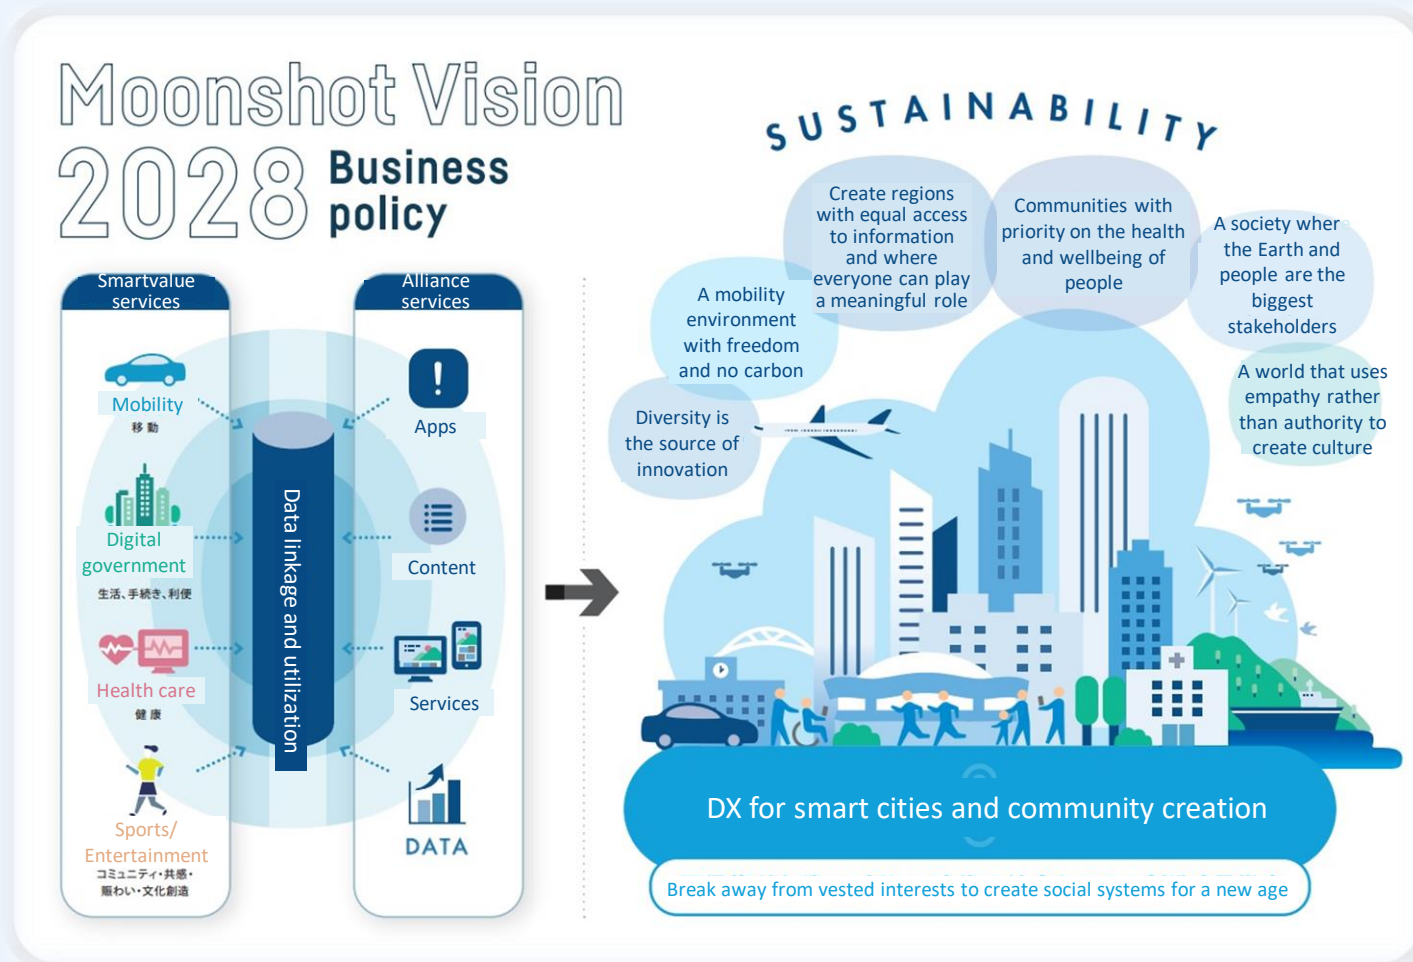 Moonshot Vision
2028 Business
policy
Smartvalue
services
Mobility
移動
Digital
government
生活、手続き、利便
Health care
健康
Sports/
Entertainment
コミュニティ・共感・
賑わい・文化創造
Data linkage and utilization
Alliance
services
Apps
Content
Services
DATA
SUSTAINABILITY
Diversity is
the source of
innovation
A mobility
environment
with freedom
and no carbon
Create regions
with equal access
to information
and where
everyone can play
a meaningful role
Communities with
priority on the health
and wellbeing of
people
A society where
the Earth and
people are the
biggest
stakeholders
A world that uses
empathy rather
than authority to
create culture
DX for smart cities and community creation
Break away from vested interests to create social systems for a new age